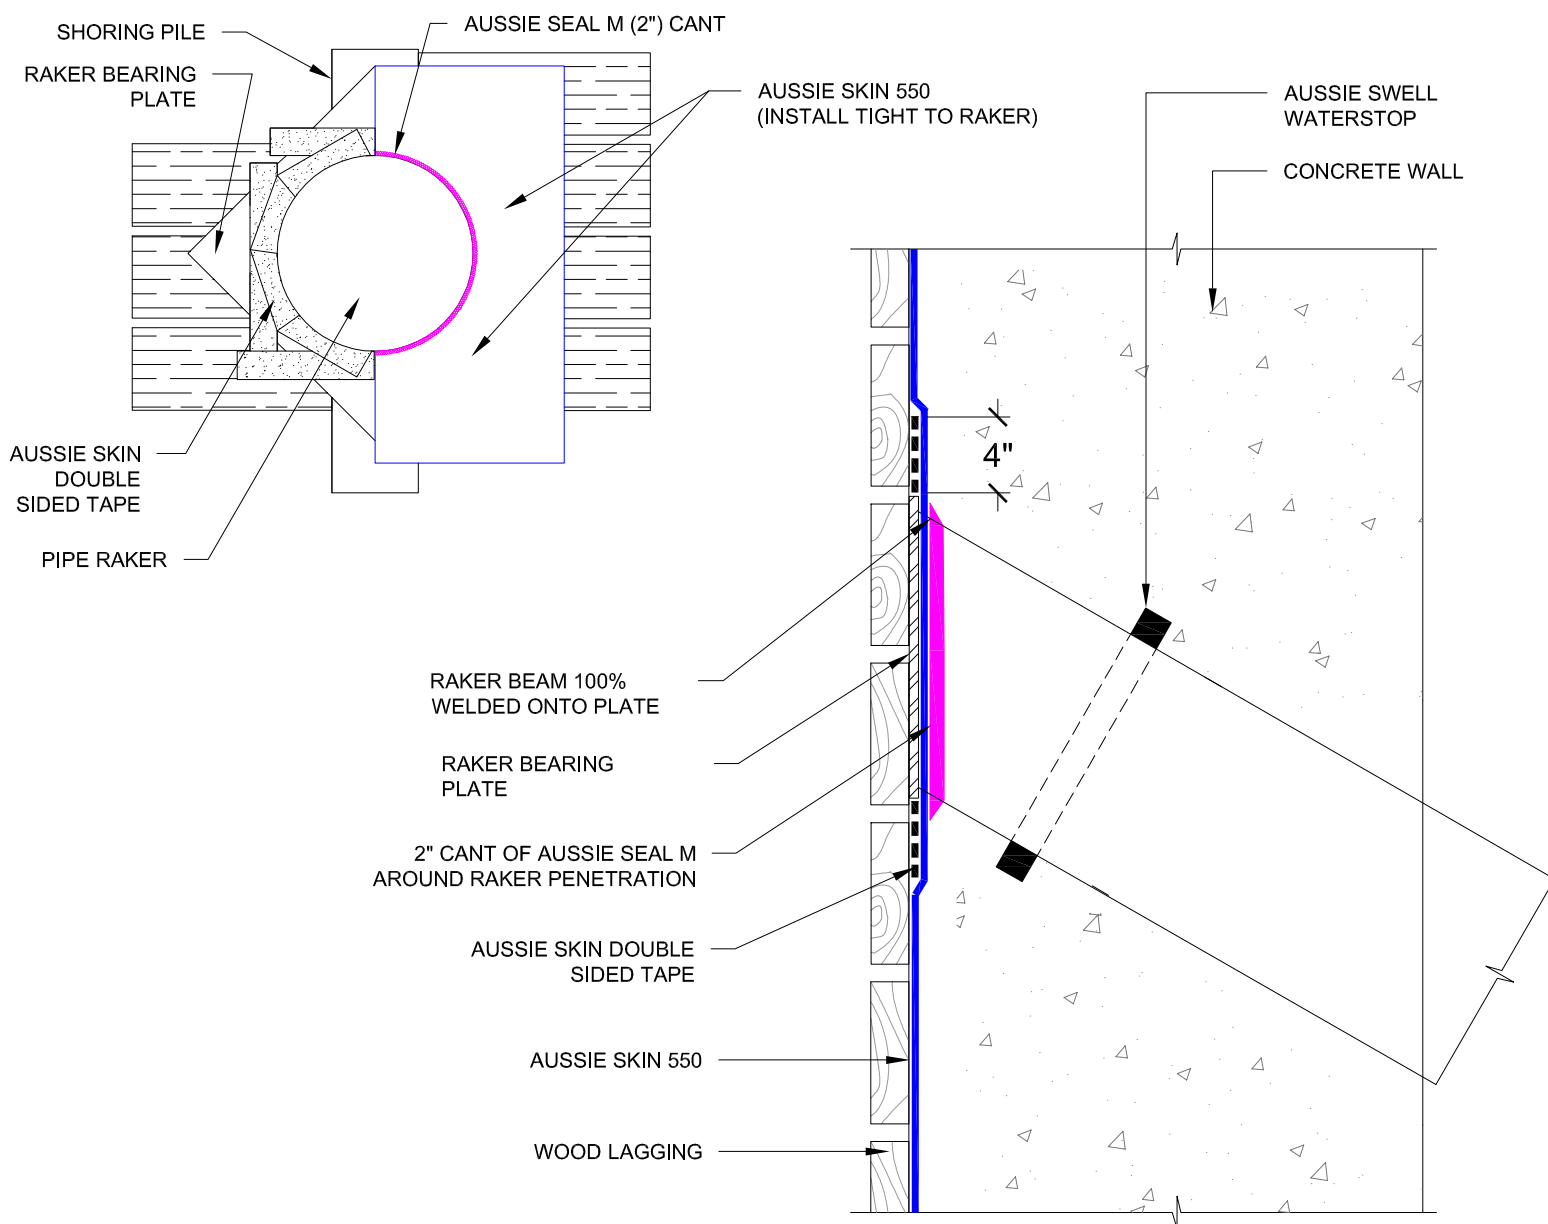 SHORING PILE
RAKER BEARING
PLATE
AUSSIE SEAL M (2") CANT
AUSSIE SKIN 550
(INSTALL TIGHT TO RAKER)
AUSSIE SWELL
WATERSTOP
CONCRETE WALL
AUSSIE SKIN
DOUBLE
SIDED TAPE
PIPE RAKER
4"
RAKER BEAM 100%
WELDED ONTO PLATE
RAKER BEARING
PLATE
2" CANT OF AUSSIE SEAL M
AROUND RAKER PENETRATION
AUSSIE SKIN DOUBLE
SIDED TAPE
AUSSIE SKIN 550
WOOD LAGGING